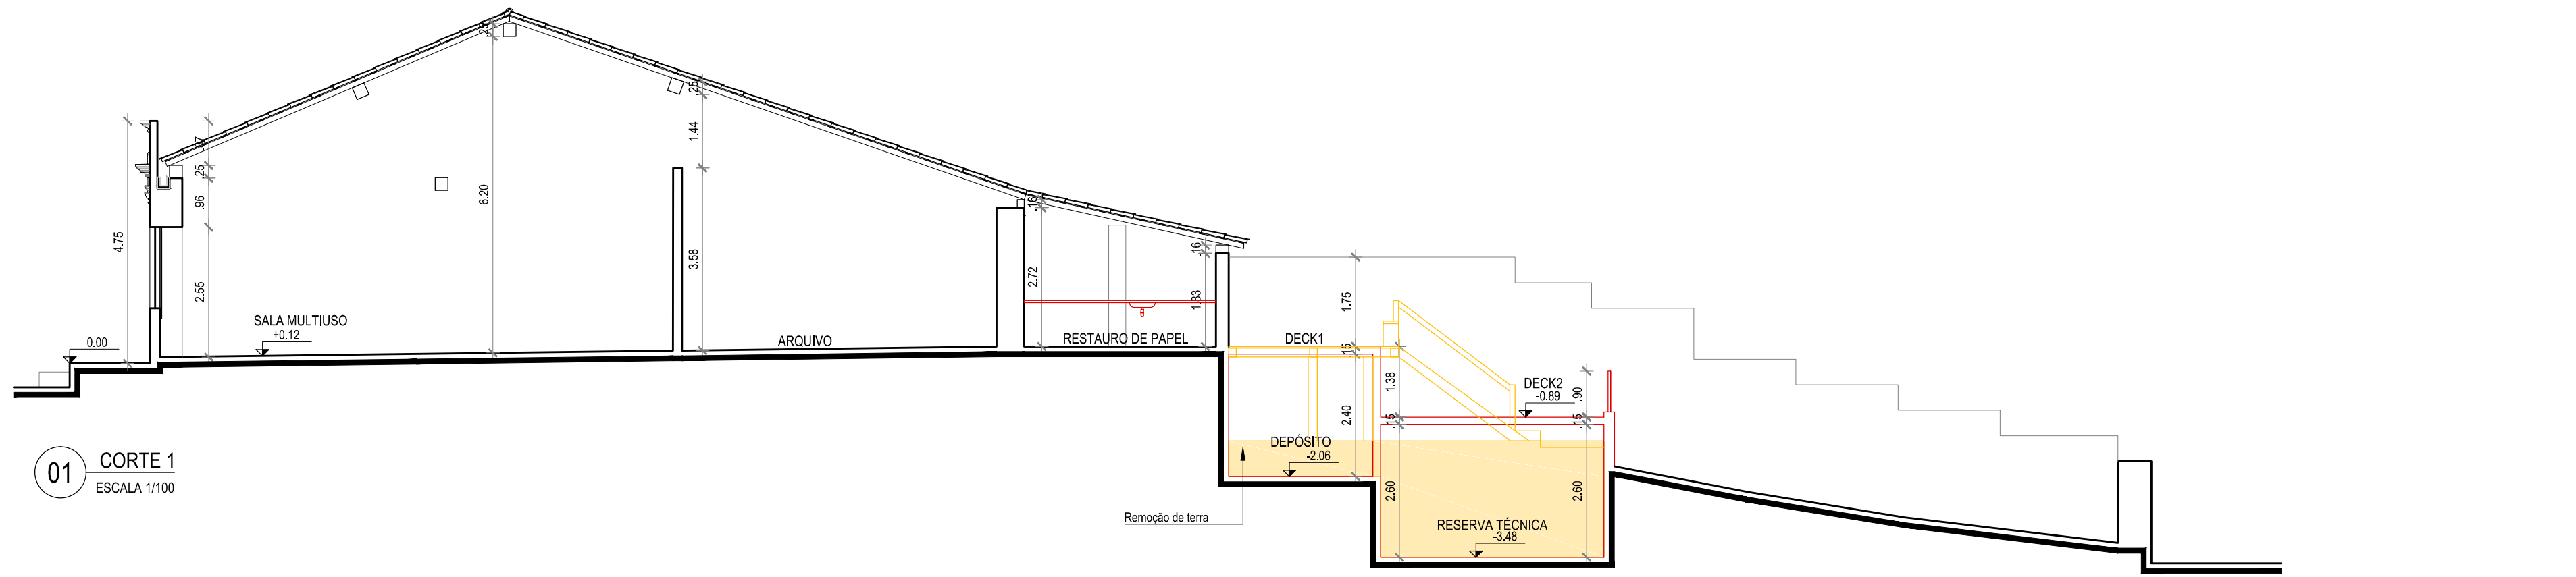 .25
.25
1.44
.97
.25
.96
4.75
6.20
3.58
2.55
.16
2.72
.16
1.83
1.75
0.00
SALA MULTIUSO
+0.12
ARQUIVO
RESTAURO DE PAPEL
DECK1
.15
1.38
2.40
.15
DECK2
-0.89
.90
.15
DEPÓSITO
-2.06
01
CORTE 1
ESCALA 1/100
2.60
2.60
Remoção de terra
RESERVA TÉCNICA
-3.48